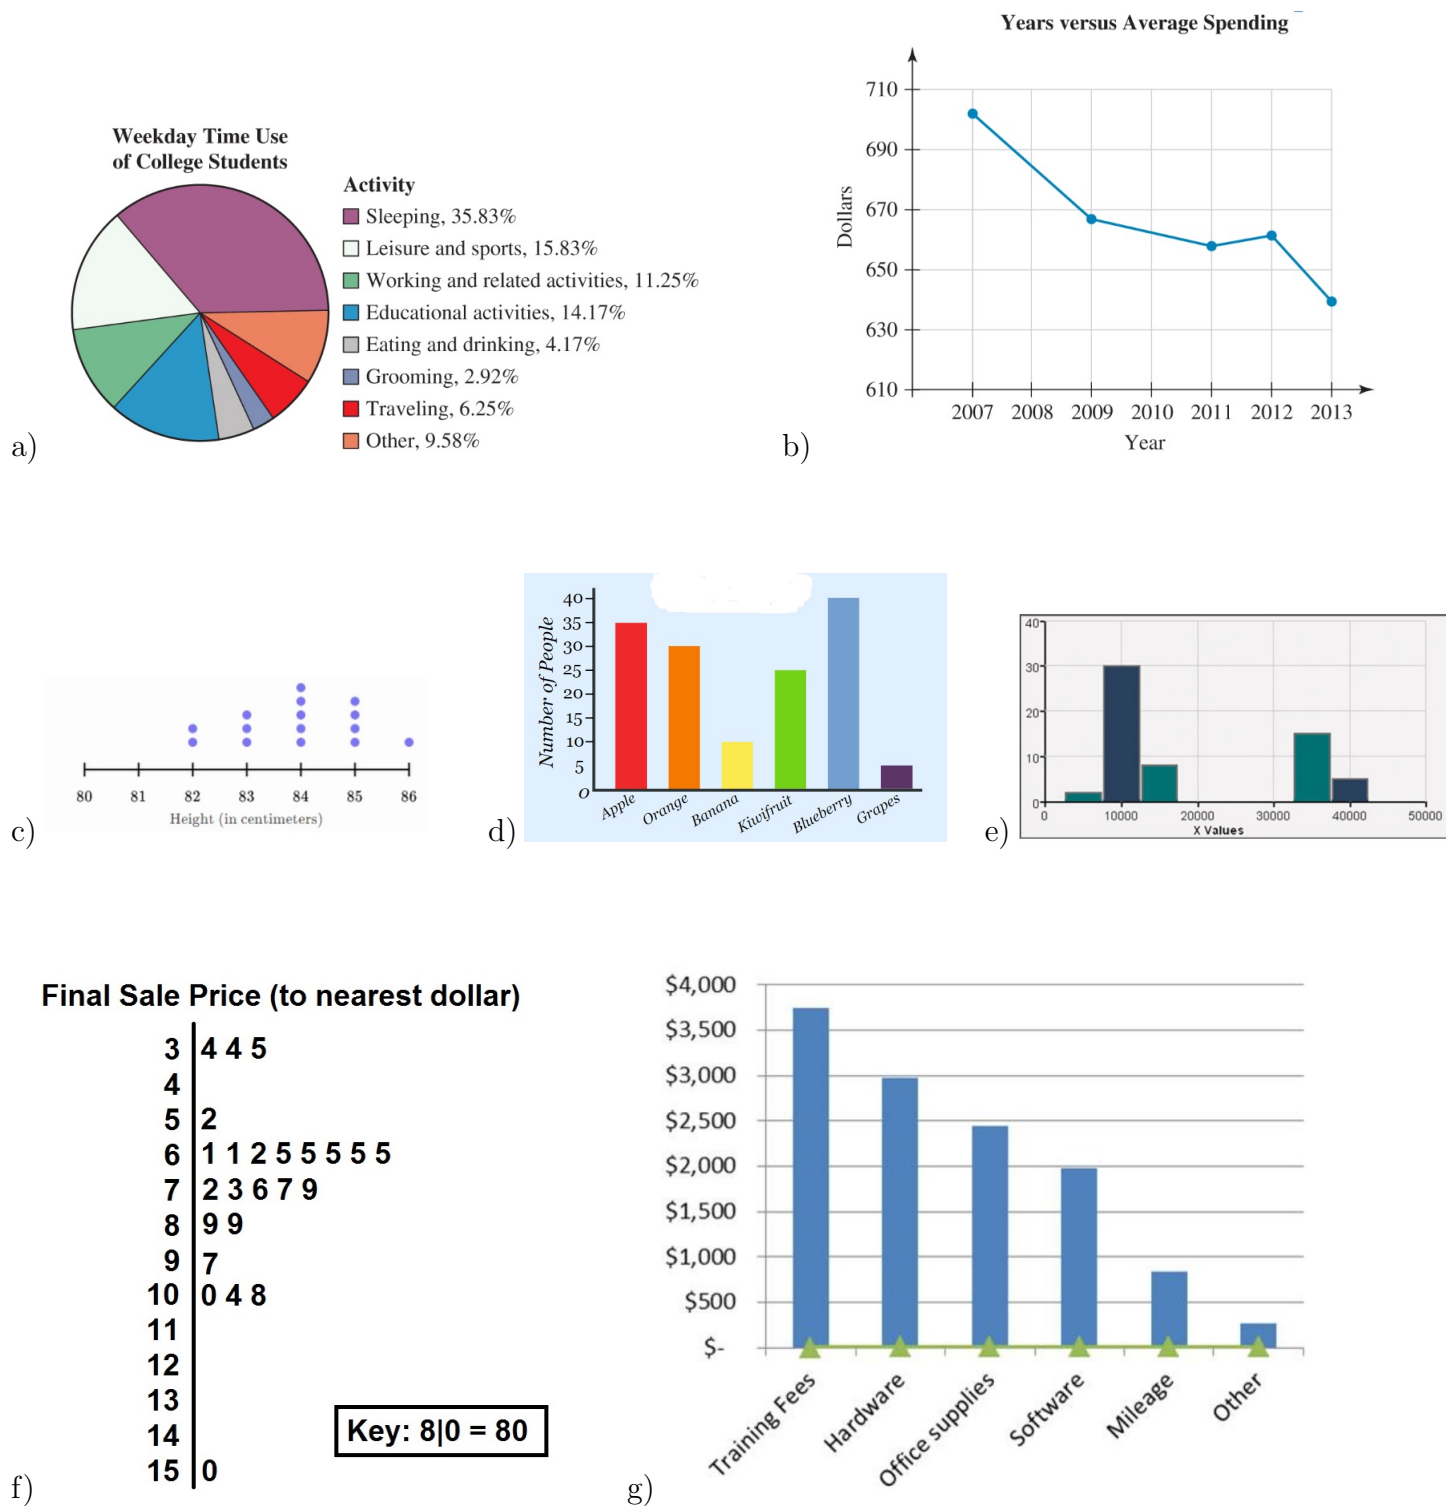 Years versus Average Spending
710
690
670
650
630
610
Dollars
2007 2008 2009 2010 2011 2012 2013
Year
b)
Weekday Time Use
of College Students
Activity
Sleeping, 35.83%
Leisure and sports, 15.83%
Working and related activities, 11.25%
Educational activities, 14.17%
Eating and drinking, 4.17%
Grooming, 2.92%
Traveling, 6.25%
Other, 9.58%
a)
80 81 82 83 84 85 86
Height (in centimeters)
c)
Number of People
40
35
30
25
20
15
10
5
0
Apple Orange Banana Kiwifruit Blueberry Grapes
d)
40
30
20
10
0
0 10000 20000 30000 40000 50000
X Values
e)
Final Sale Price (to nearest dollar)
3 | 4 4 5
4 |
5 | 2
6 | 1 1 2 5 5 5 5 5
7 | 2 3 6 7 9
8 | 9 9
9 | 7
10 | 0 4 8
11 |
12 |
13 |
14 |
15 | 0
Key: 8|0 = 80
f)
$4,000
$3,500
$3,000
$2,500
$2,000
$1,500
$1,000
$500
$-
Training Fees Hardware Office supplies Software Mileage Other
g)